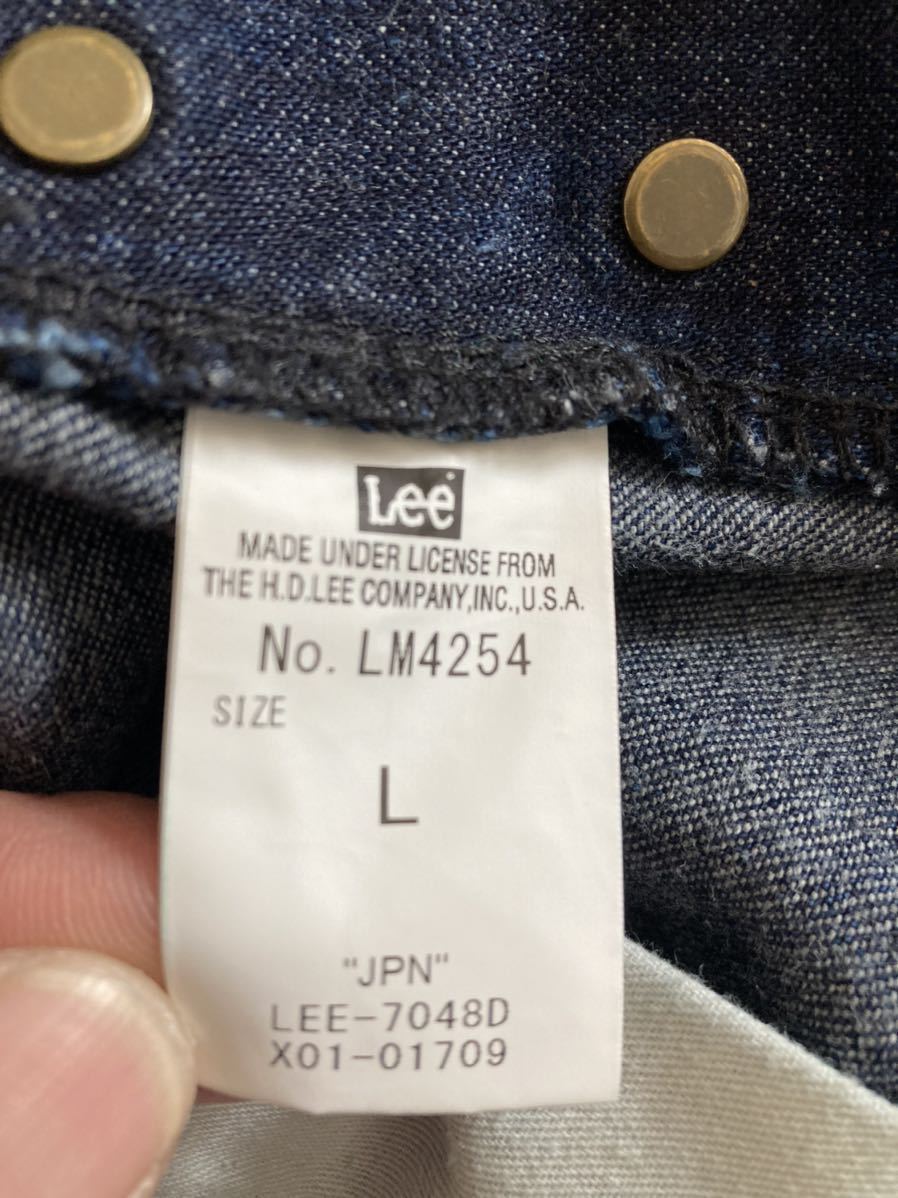 Lee
MADE UNDER LICENSE FROM
THE H.D.LEE COMPANY,INC.,U.S.A.
No. LM4254
SIZE
L
"JPN"
LEE-7048D
X01-01709